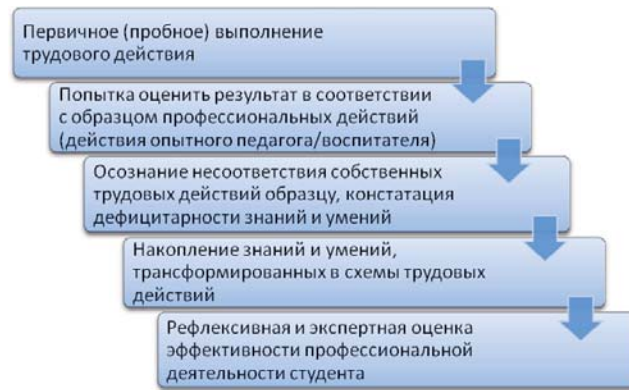 Первичное (пробное) выполнение
трудового действия
Попытка оценить результат в соответствии
с образцом профессиональных действий
(действия опытного педагога/воспитателя)
Осознание несоответствия собственных
трудовых действий образцу, констатация
дефицитарности знаний и умений
Накопление знаний и умений,
трансформированных в схемы трудовых
действий
Рефлексивная и экспертная оценка
эффективности профессиональной
деятельности студента